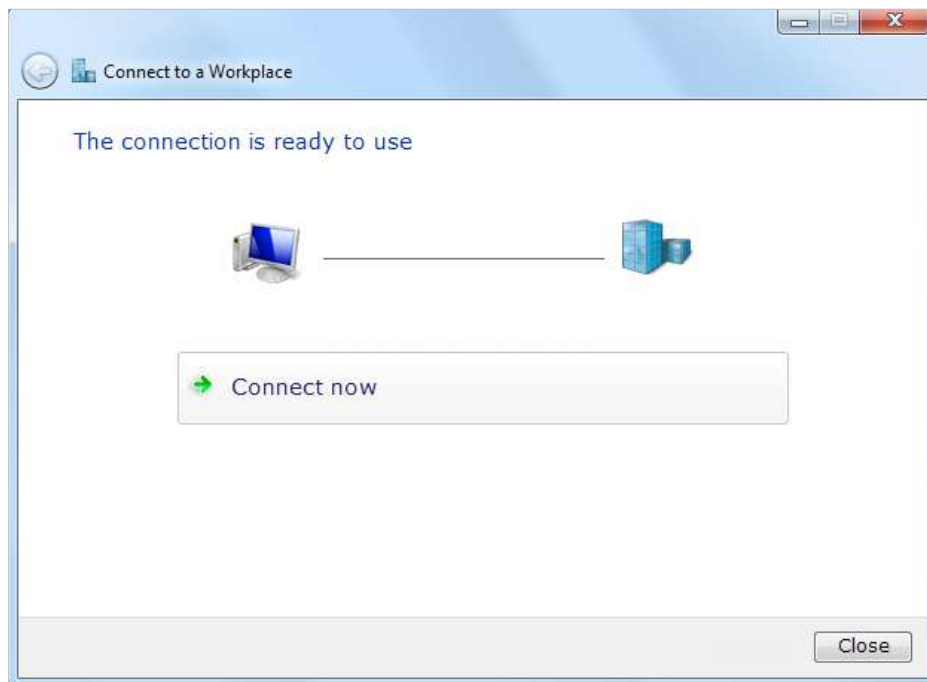 Connect to a Workplace
The connection is ready to use
Connect now
Close